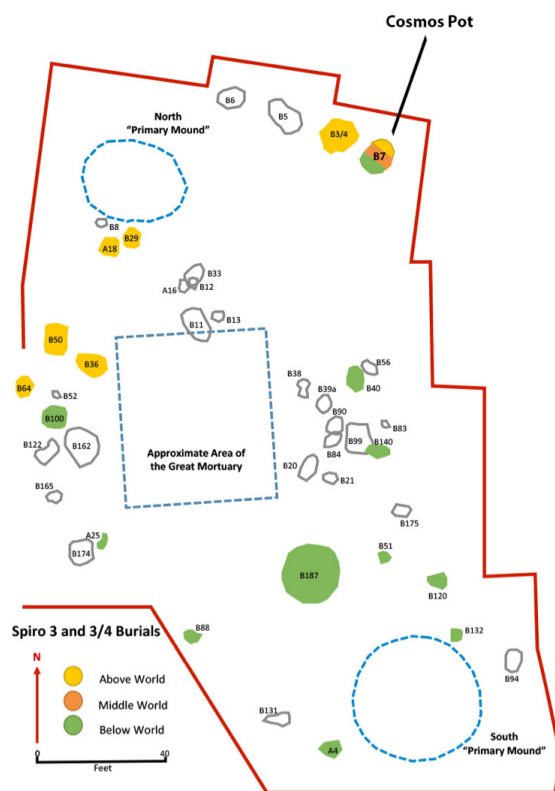 Cosmos Pot
B6
B5
North
"Primary Mound"
B3/4
B7
B8
B29
A18
B33
A16
B12
B11
B13
B50
B36
B56
B38
B40
B64
B52
B39a
B100
B90
B83
B122
B162
B99
B140
B84
Approximate Area of
the Great Mortuary
B20
B21
B165
B175
A25
B174
B51
B187
B120
Spiro 3 and 3/4 Burials
B88
B132
N
Above World
B94
Middle World
B131
Below World
South
"Primary Mound"
A4
0
40
Feet